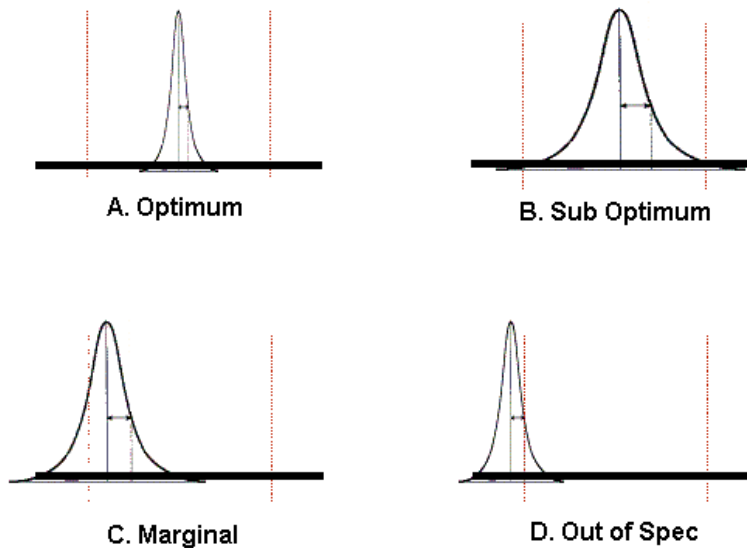 A. Optimum
B. Sub Optimum
C. Marginal
D. Out of Spec